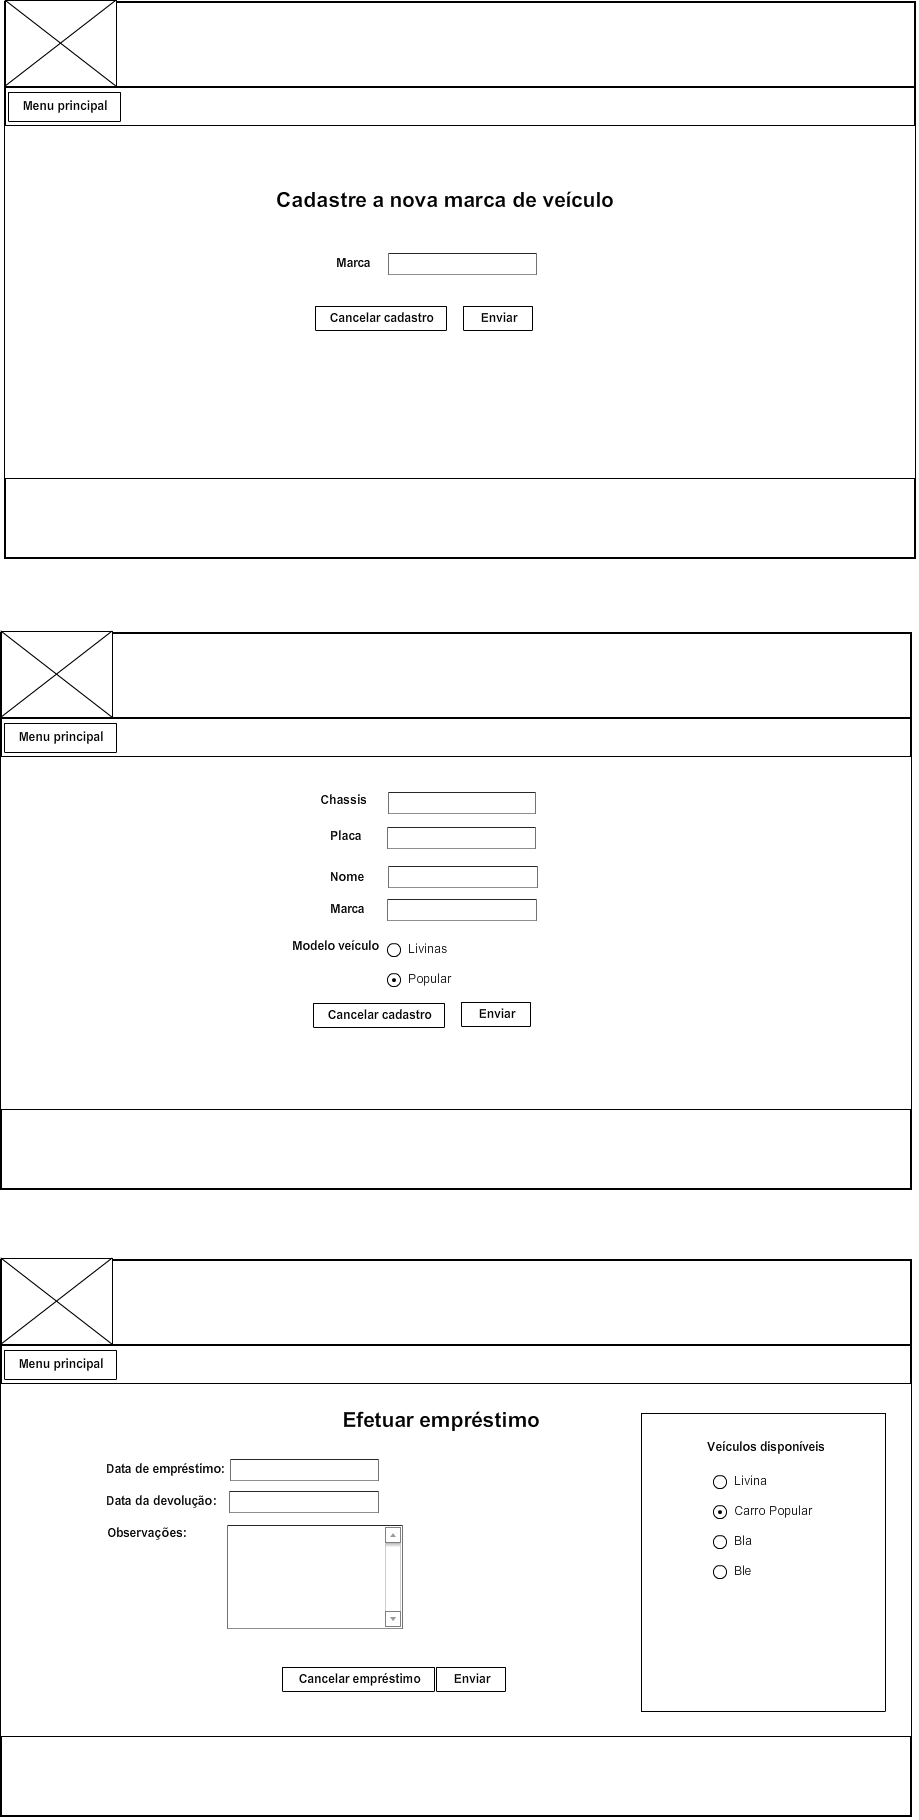 Menu principal
Cadastre a nova marca de veículo
Marca
Cancelar cadastro Enviar
Menu principal
Chassis
Placa
Nome
Marca
Modelo veículo Livinas
Popular
Cancelar cadastro Enviar
Menu principal
Efetuar empréstimo
Data de empréstimo:
Data da devolução:
Observações:
Cancelar empréstimo Enviar
Veículos disponíveis
Livina
Carro Popular
Bla
Ble